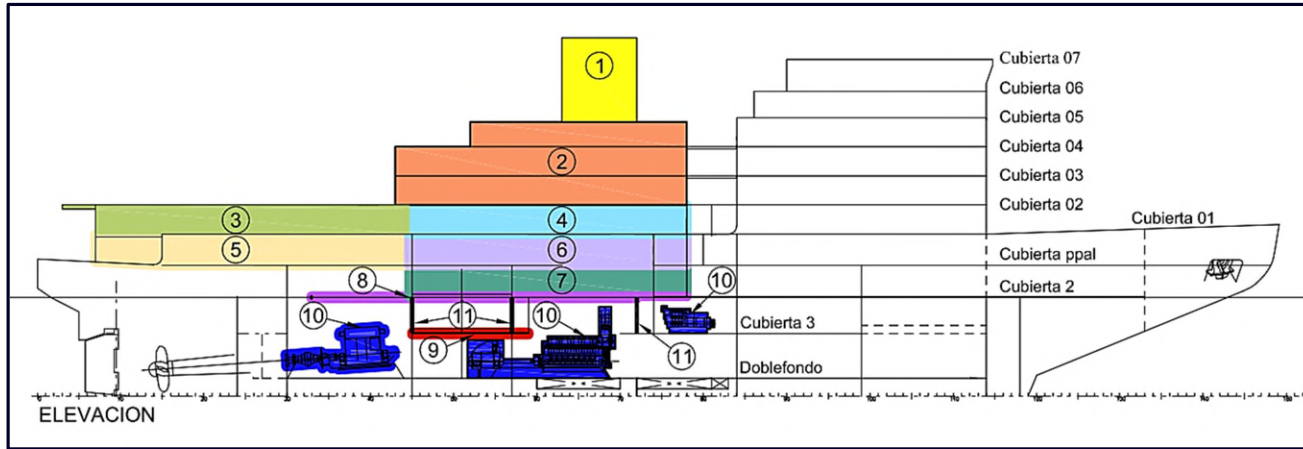 1
Cubierta 07
Cubierta 06
Cubierta 05
2
Cubierta 04
Cubierta 03
Cubierta 02
3
4
Cubierta 01
5
6
Cubierta ppal
7
8
10
Cubierta 2
10
11
10
Cubierta 3
9
11
Doblefondo
ELEVACION